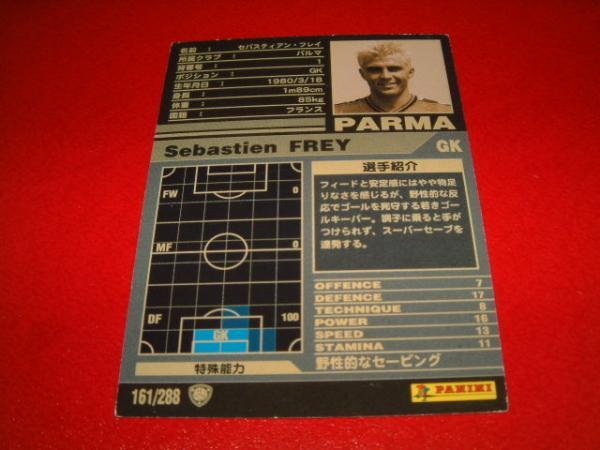 名前 : セバスティアン・フレイ
所属クラブ : パルマ
背番号 : 1
ポジション : GK
生年月日 : 1980/3/18
身長 : 1m89cm
体重 : 85kg
国籍 : フランス
PARMA
Sebastien FREY GK
選手紹介
フィードと安定感にはやや物足
りなさを感じるが、野性的な反
応でゴールを死守する若きゴー
ルキーパー。調子に乗ると手が
つけられず、スーパーセーブを
連発する。
FW 0
MF 0
DF 100
GK
OFFENCE 7
DEFENCE 17
TECHNIQUE 8
POWER 16
SPEED 13
STAMINA 11
特殊能力 野性的なセービング
161/288
PANINI